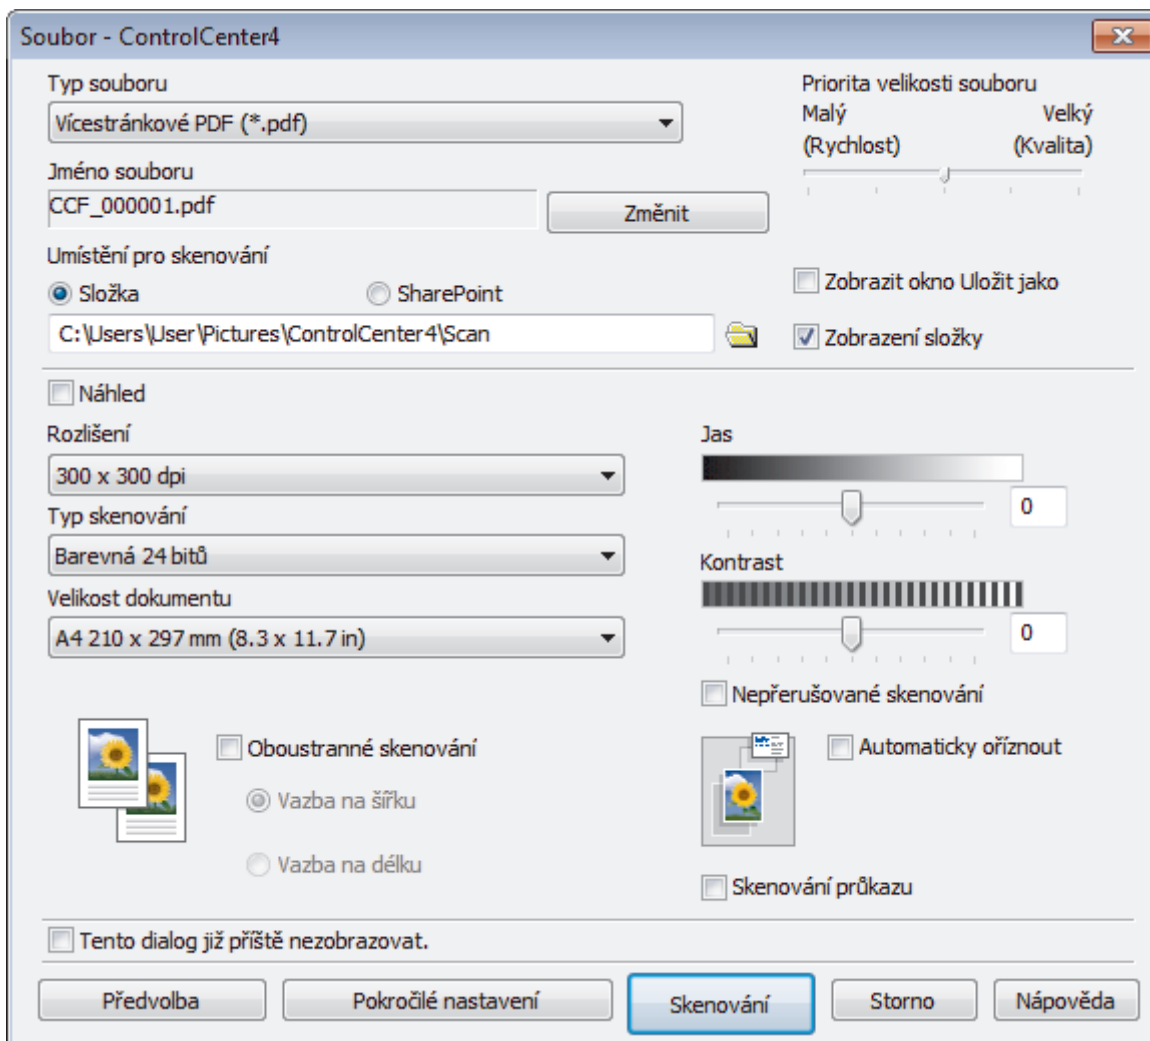 Soubor - ControlCenter4
Typ souboru
Vícestránkové PDF (*.pdf)
Priorita velikosti souboru
Malý Velký
(Rychlost) (Kvalita)
Jméno souboru
CCF_000001.pdf
Změnit
Umístění pro skenování
Složka SharePoint
C:\Users\User\Pictures\ControlCenter4\Scan
Zobrazit okno Uložit jako
Zobrazení složky
Náhled
Rozlišení
300 x 300 dpi
Typ skenování
Barevná 24 bitů
Velikost dokumentu
A4 210 x 297 mm (8.3 x 11.7 in)
Jas
0
Kontrast
0
Nepřerušované skenování
Oboustranné skenování
Vazba na šířku
Vazba na délku
Automaticky oříznout
Skenování průkazu
Tento dialog již příště nezobrazovat.
Předvolba Pokročilé nastavení Skenování Storno Nápověda